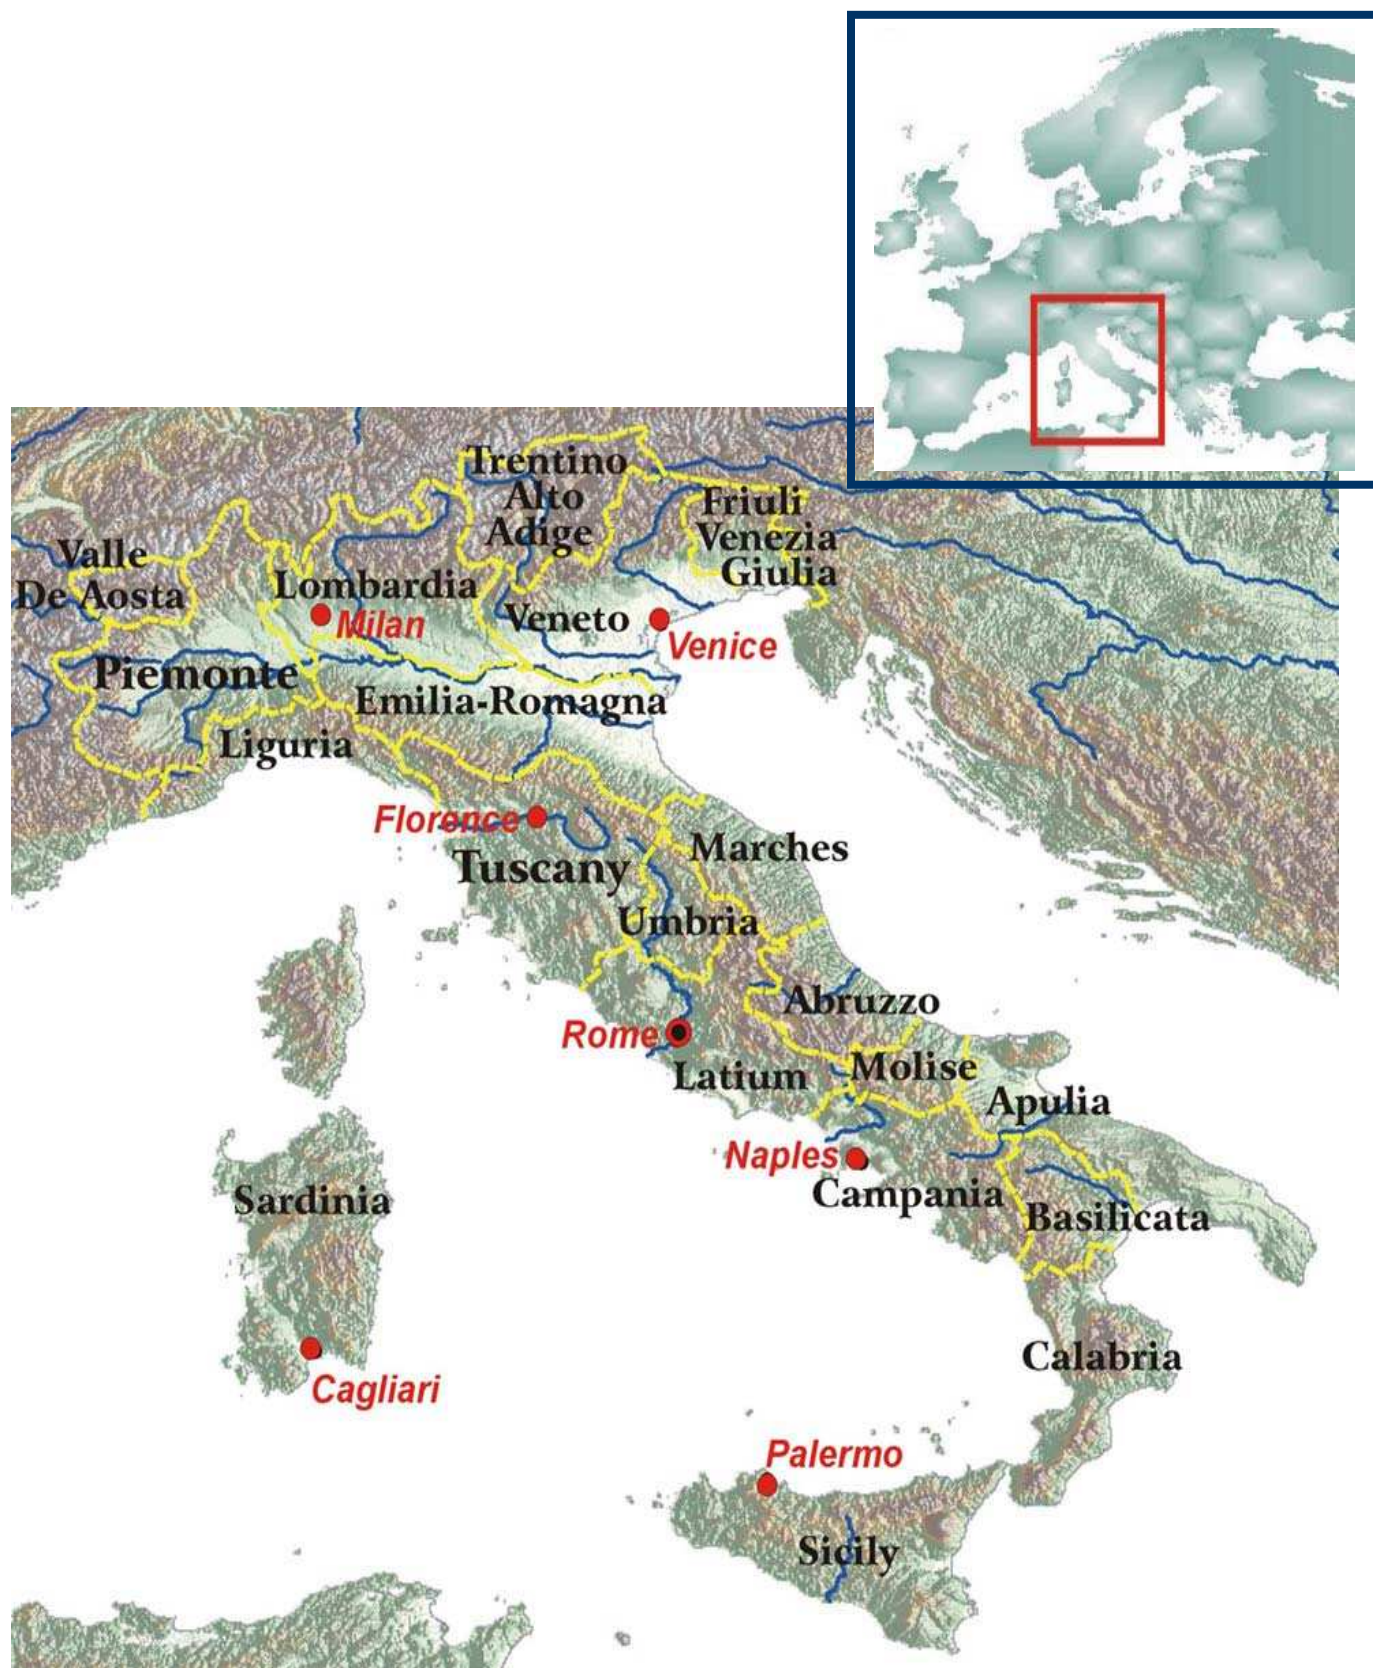 Trentino
Alto
Adige
Friuli
Venezia
Giulia
Valle
De Aosta
Lombardia
Milan
Veneto
Venice
Piemonte
Emilia-Romagna
Liguria
Florence
Tuscany
Marches
Umbria
Abruzzo
Rome
Latium
Molise
Apulia
Naples
Campania
Sardinia
Basilicata
Calabria
Cagliari
Palermo
Sicily